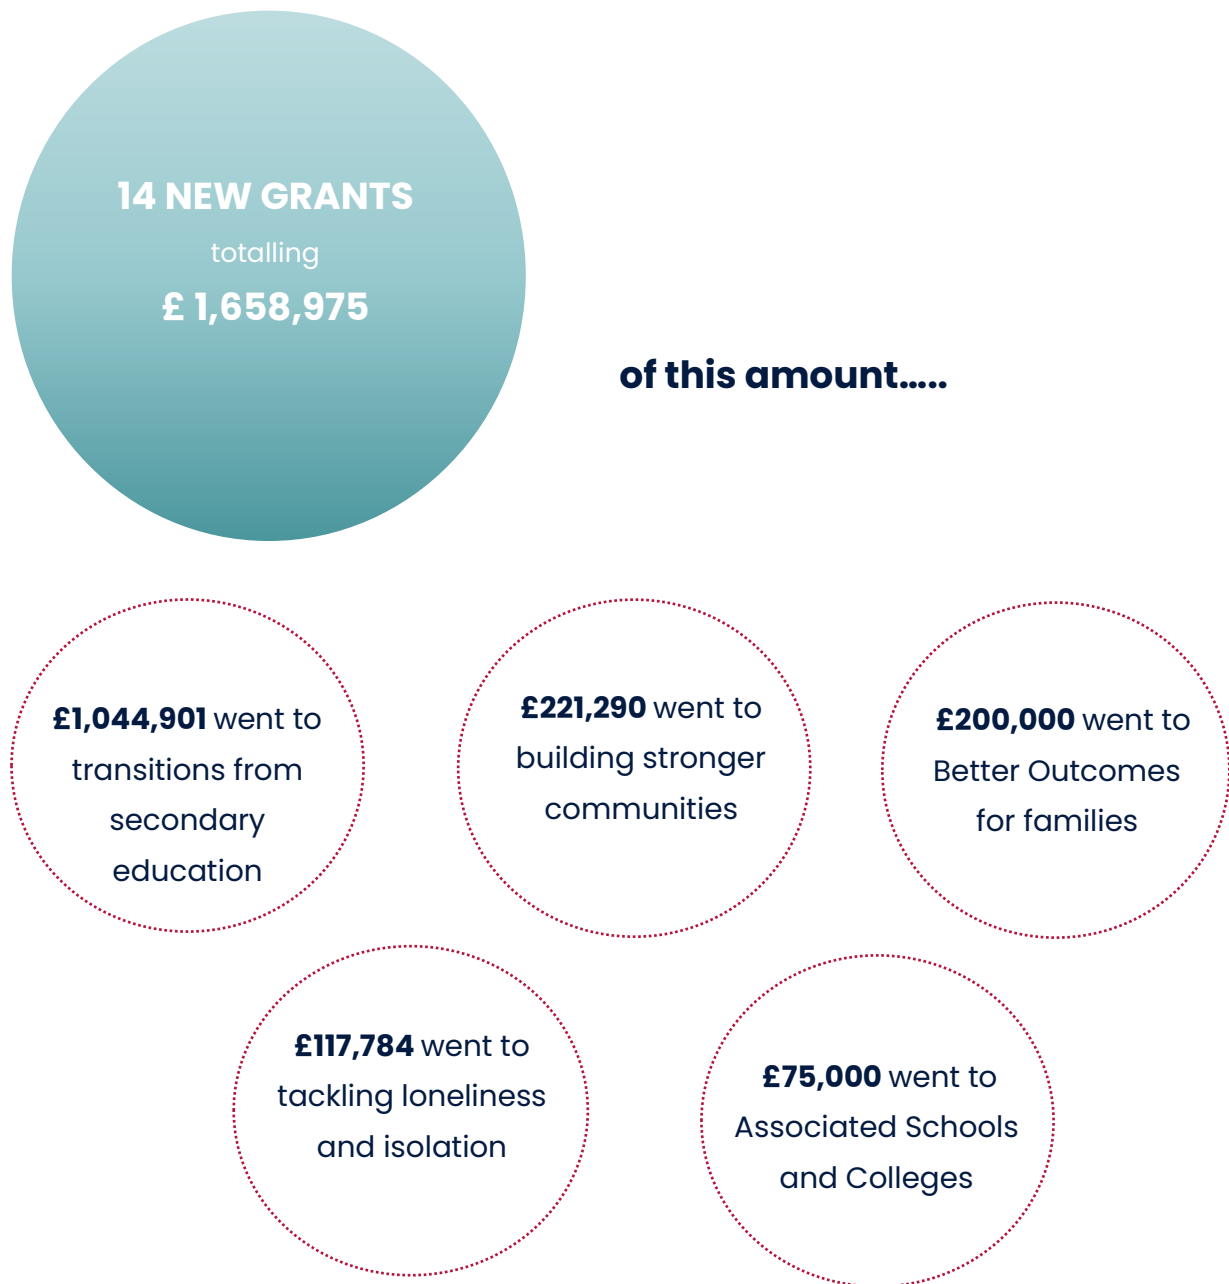 14 NEW GRANTS
totalling
£ 1,658,975
of this amount.....
£1,044,901 went to
transitions from
secondary
education
£221,290 went to
building stronger
communities
£200,000 went to
Better Outcomes
for families
£117,784 went to
tackling loneliness
and isolation
£75,000 went to
Associated Schools
and Colleges